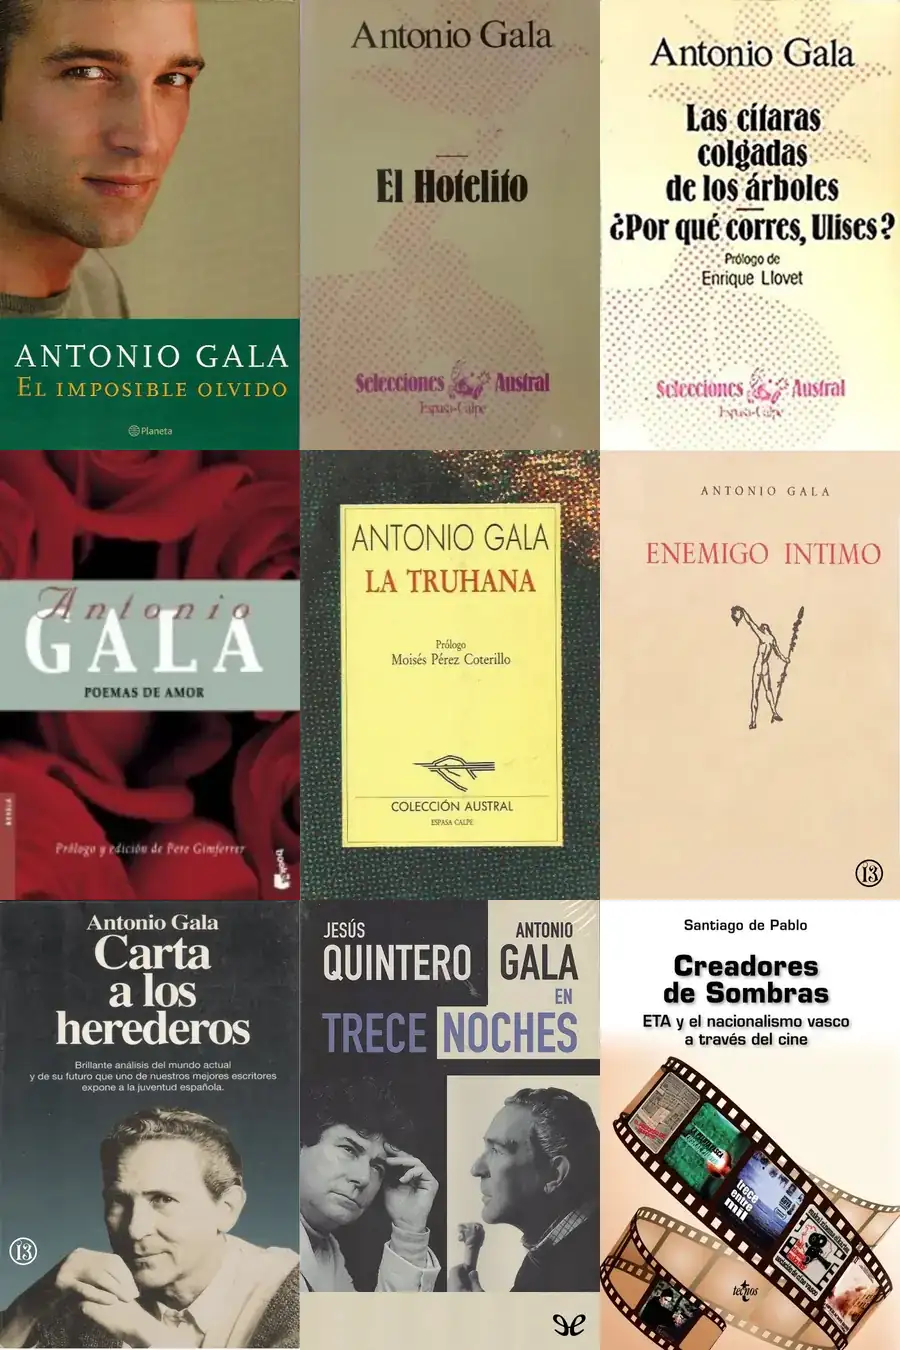 ANTONIO GALA
EL IMPOSIBLE OLVIDO
Planeta
Antonio Gala
El Hotelito
Selecciones Austral
Espasa-Calpe
Antonio Gala
Las cítaras
colgadas
de los árboles
¿Por qué corres, Ulises?
Prólogo de
Enrique Llovet
Selecciones Austral
Espasa-Calpe
Antonio
GALA
POEMAS DE AMOR
Prólogo y edición de Pere Gimferrer
booket
ANTONIO GALA
LA TRUHANA
Prólogo
Moisés Pérez Coterillo
COLECCIÓN AUSTRAL
ESPASA CALPE
ANTONIO GALA
ENEMIGO INTIMO
13
Antonio Gala
Carta
a los
herederos
Brillante análisis del mundo actual
y de su futuro que uno de nuestros mejores escritores
expone a la juventud española.
13
JESÚS
QUINTERO
ANTONIO
GALA
EN
TRECE NOCHES
Santiago de Pablo
Creadores
de Sombras
ETA y el nacionalismo vasco
a través del cine
trece
entre
mil
tecnos